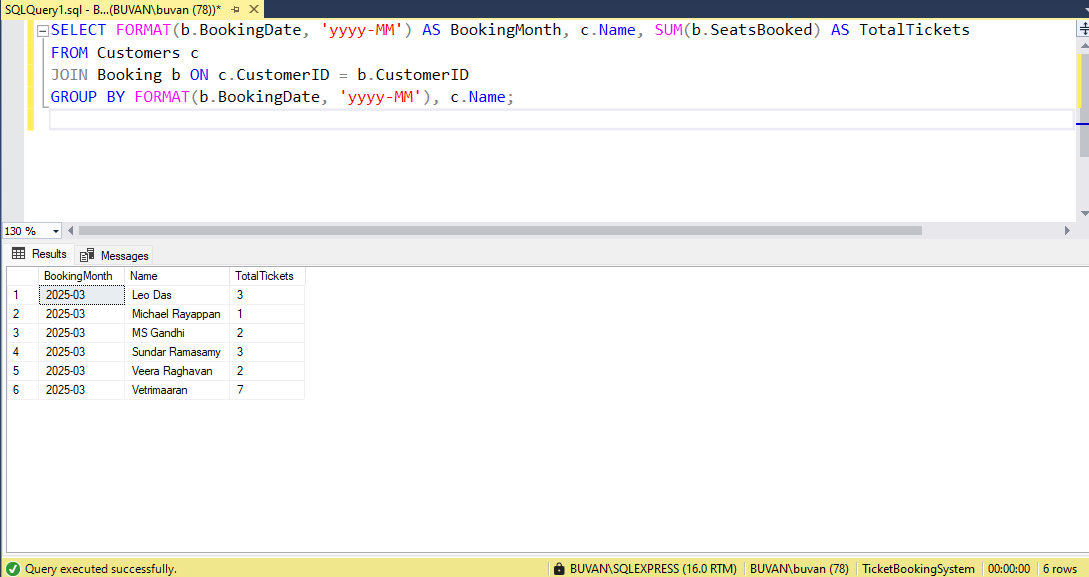 SQLQuery1.sql - B...(BUVAN\buvan (78))*
SELECT FORMAT(b.BookingDate, 'yyyy-MM') AS BookingMonth, c.Name, SUM(b.SeatsBooked) AS TotalTickets
FROM Customers c
JOIN Booking b ON c.CustomerID = b.CustomerID
GROUP BY FORMAT(b.BookingDate, 'yyyy-MM'), c.Name;
130 %
Results Messages
BookingMonth Name TotalTickets
1 2025-03 Leo Das 3
2 2025-03 Michael Rayappan 1
3 2025-03 MS Gandhi 2
4 2025-03 Sundar Ramasamy 3
5 2025-03 Veera Raghavan 2
6 2025-03 Vetrimaaran 7
Query executed successfully. BUVAN\SQLEXPRESS (16.0 RTM) BUVAN\buvan (78) TicketBookingSystem 00:00:00 6 rows